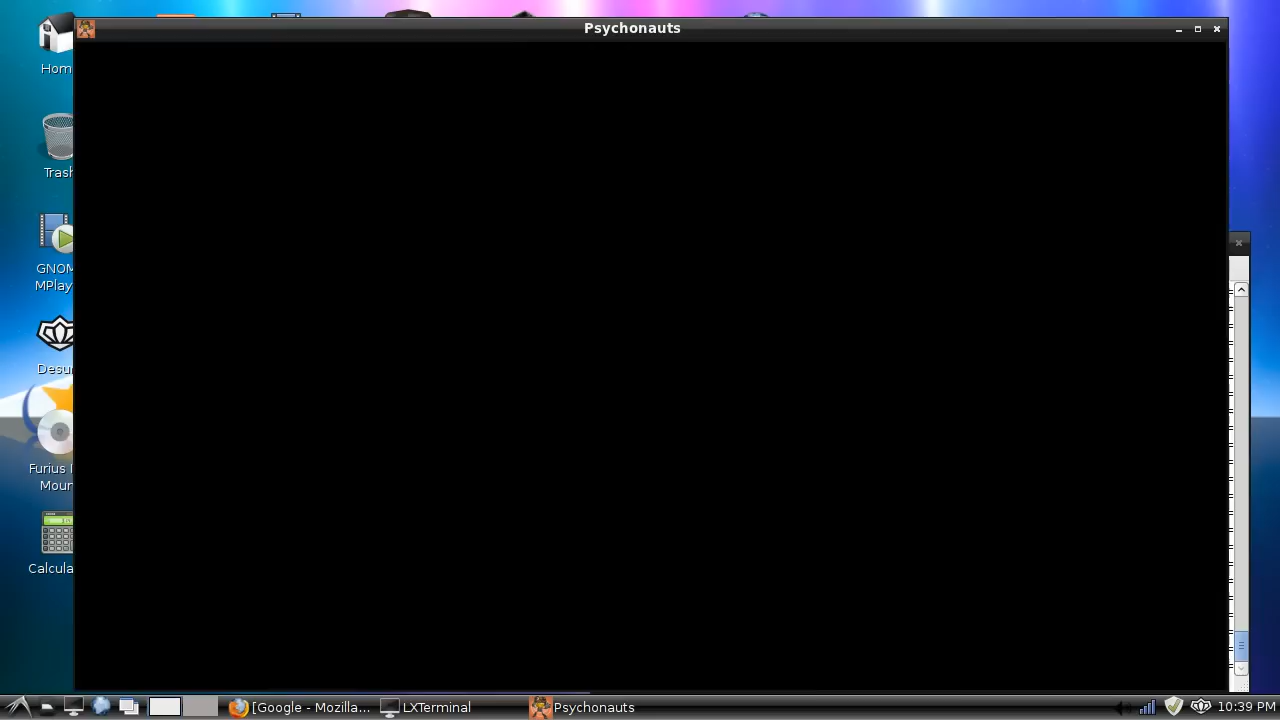 Psychonauts
Hom
Trash
GNOM
MPlay
Desu
Furius I
Moun
Calcula
[Google - Mozilla...
LXTerminal
Psychonauts
10:39 PM